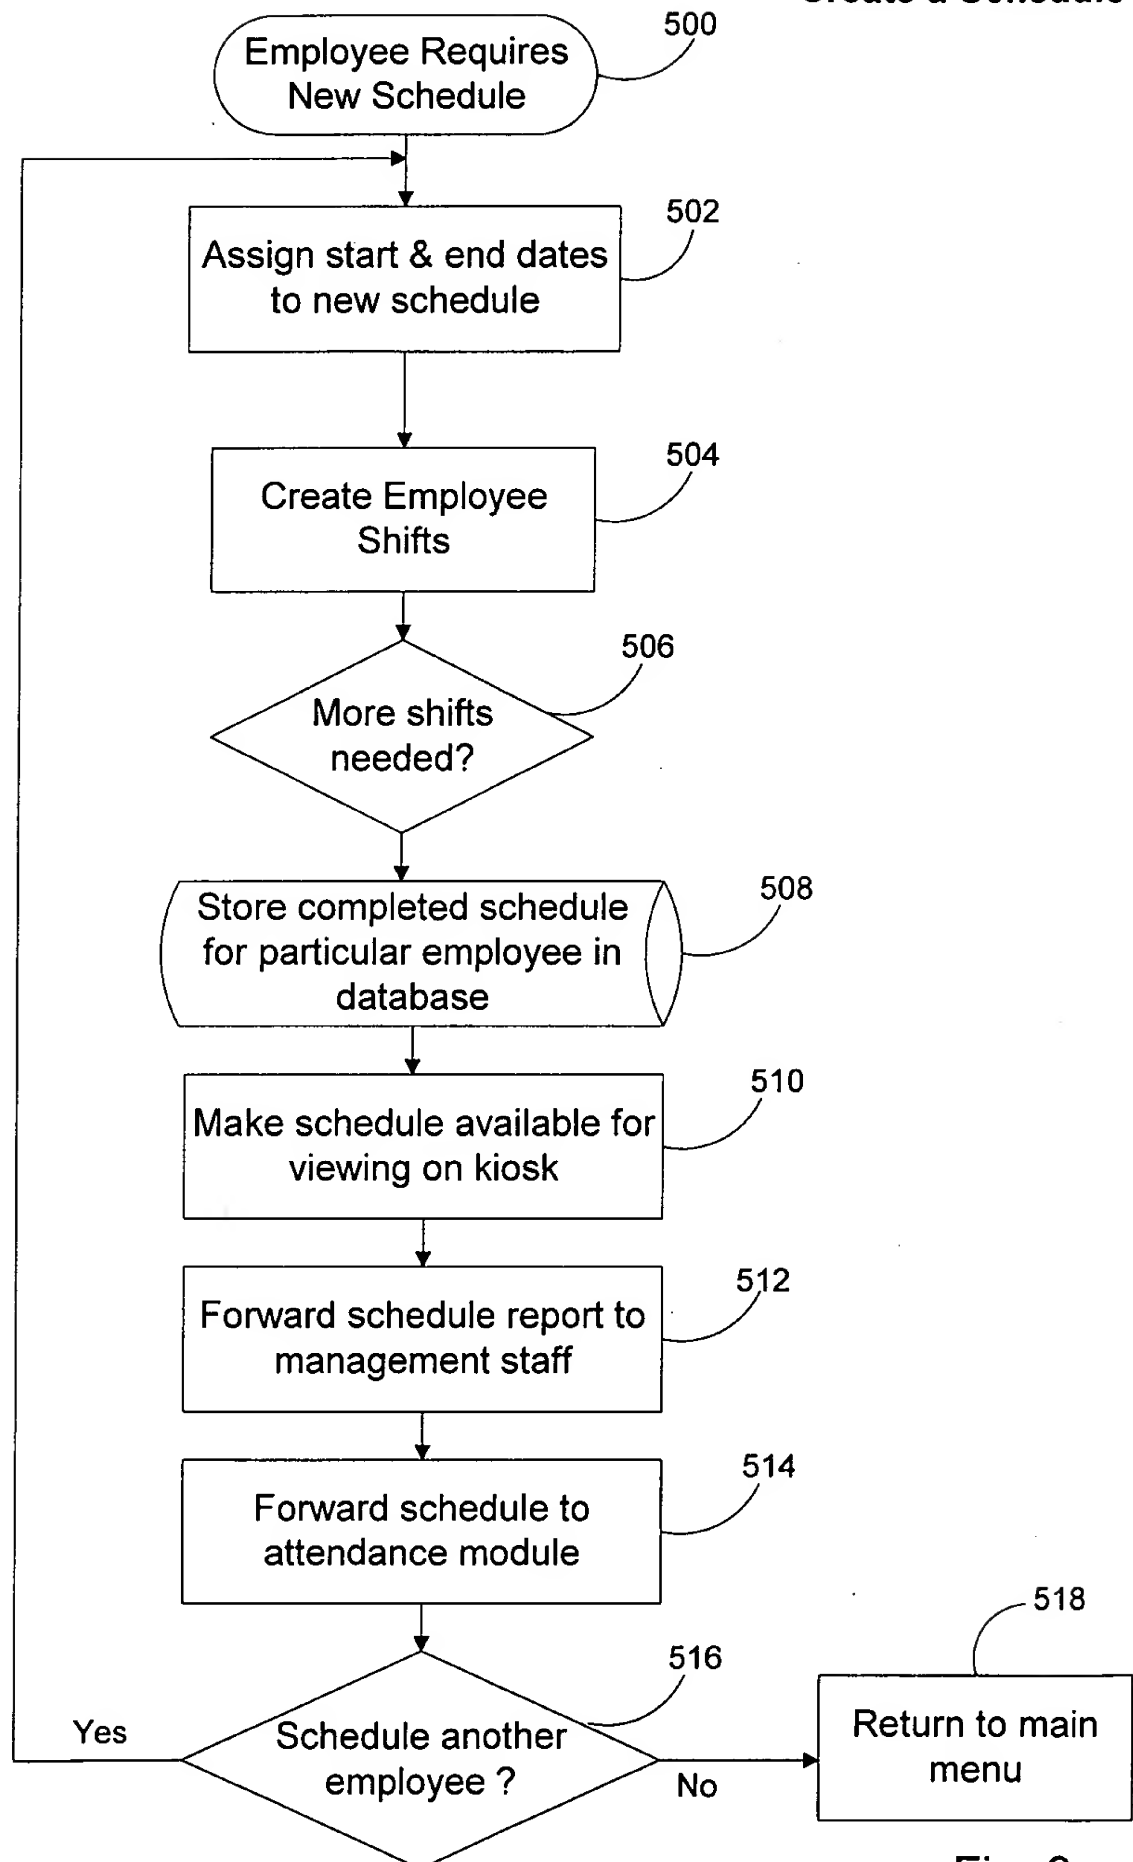 Create a Schedule
500
Employee Requires
New Schedule
502
Assign start & end dates
to new schedule
504
Create Employee
Shifts
506
More shifts
needed?
508
Store completed schedule
for particular employee in
database
510
Make schedule available for
viewing on kiosk
512
Forward schedule report to
management staff
514
Forward schedule to
attendance module
516
518
Yes
Schedule another
employee ?
No
Return to main
menu